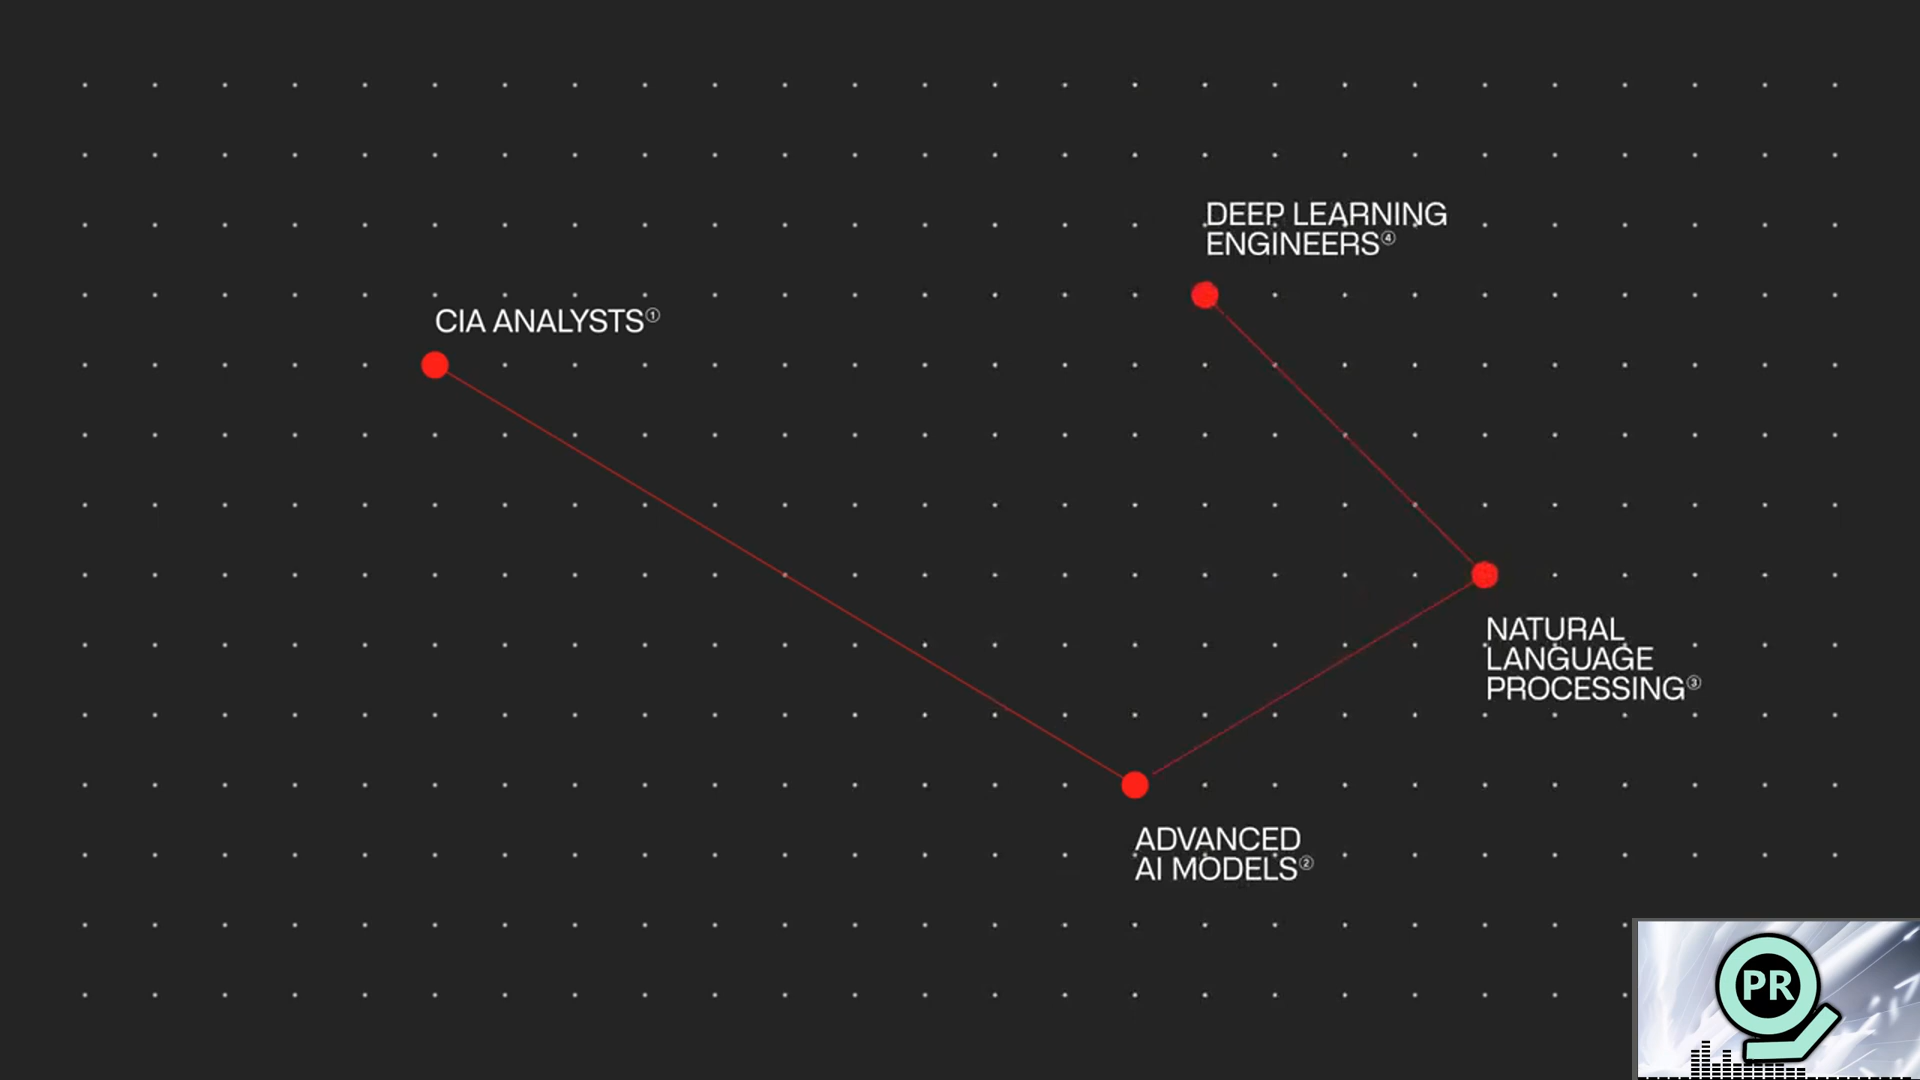 DEEP LEARNING
ENGINEERS④
CIA ANALYSTS①
NATURAL
LANGUAGE
PROCESSING③
ADVANCED
AI MODELS②
PR